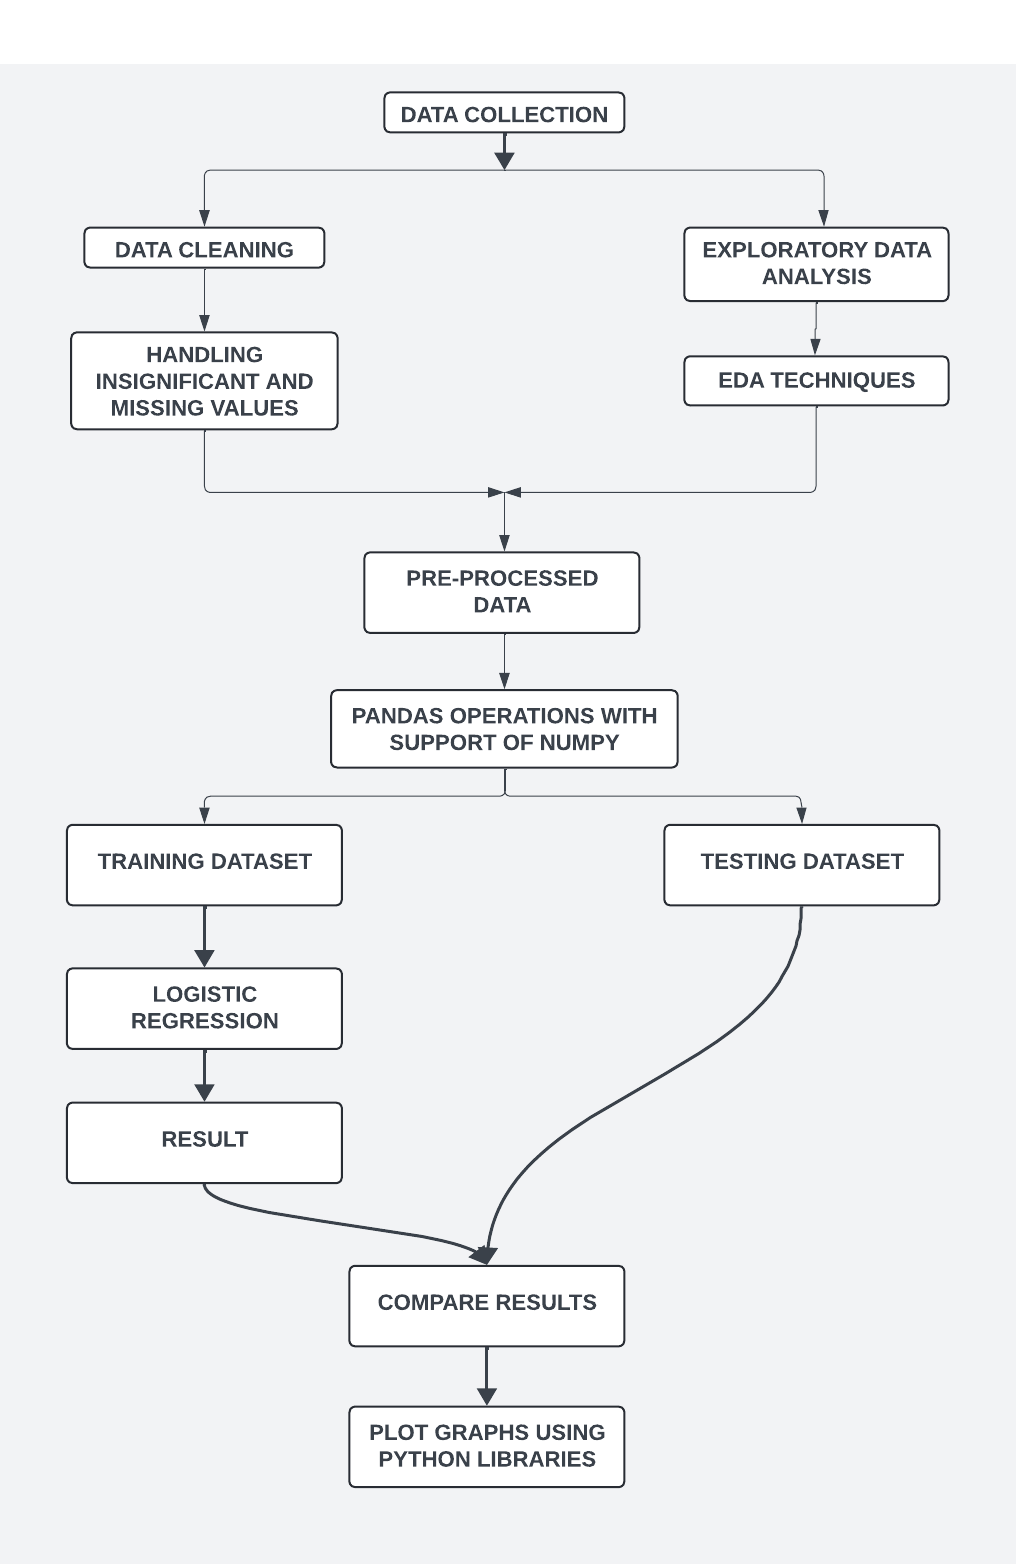 DATA COLLECTION
DATA CLEANING
EXPLORATORY DATA
ANALYSIS
HANDLING
INSIGNIFICANT AND
MISSING VALUES
EDA TECHNIQUES
PRE-PROCESSED
DATA
PANDAS OPERATIONS WITH
SUPPORT OF NUMPY
TRAINING DATASET
TESTING DATASET
LOGISTIC
REGRESSION
RESULT
COMPARE RESULTS
PLOT GRAPHS USING
PYTHON LIBRARIES